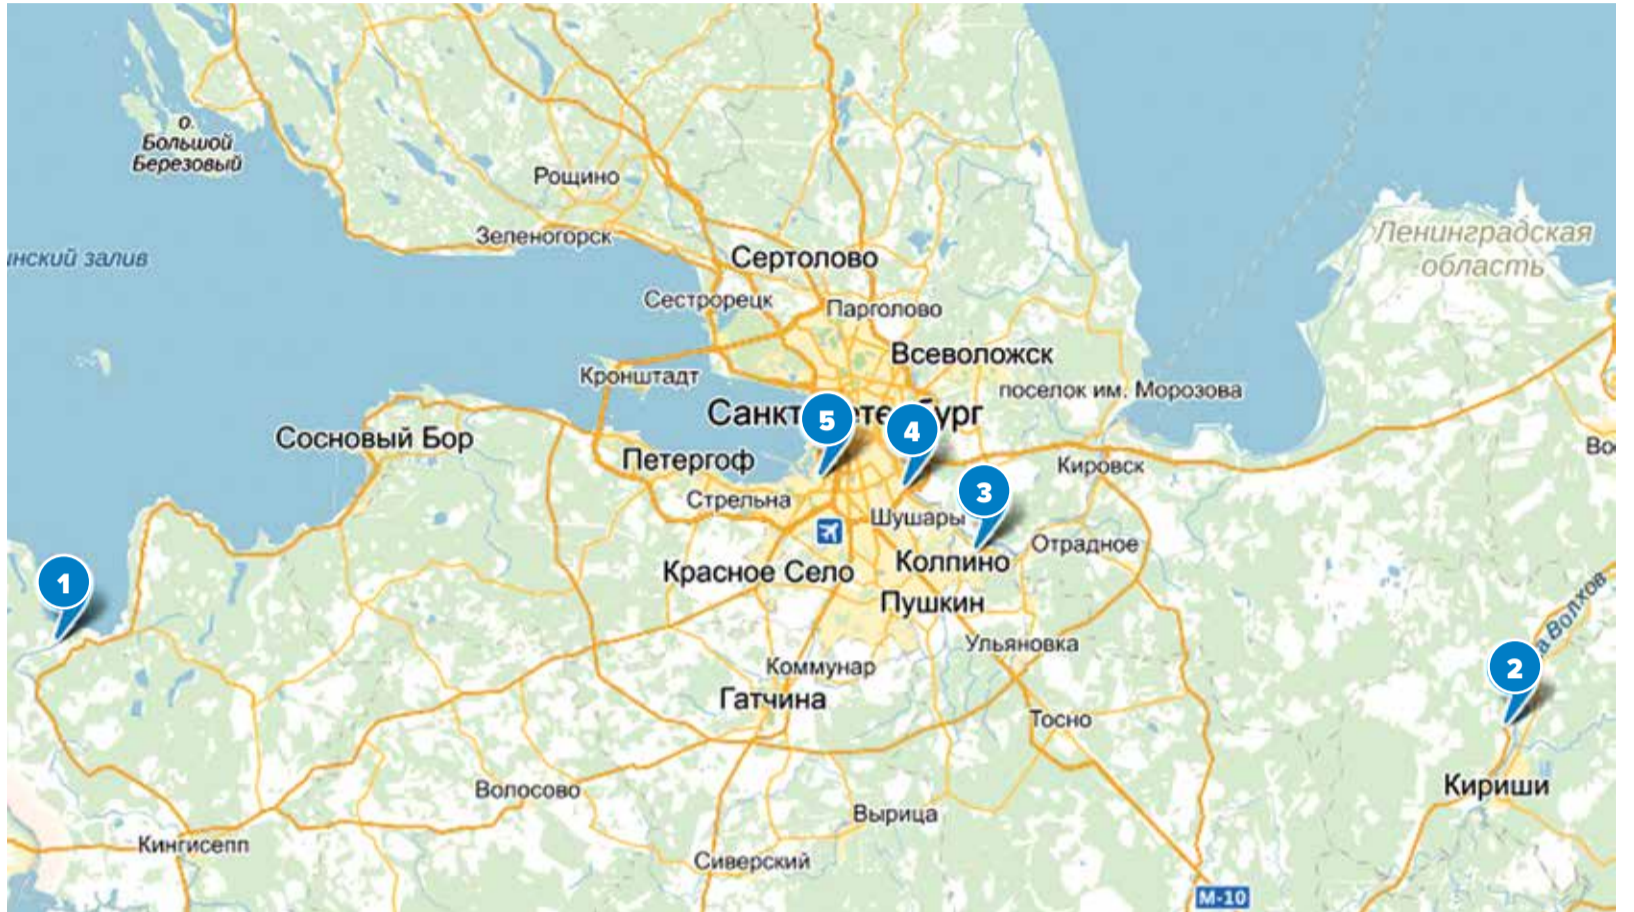 о.
Большой
Березовый
Рощино
Зеленогорск
Ленинградская
область
нский залив
Сертолово
Сестрорецк
Парголово
Всеволожск
Кронштадт
поселок им. Морозова
Санкт етербург
5
4
Сосновый Бор
Петергоф
Кировск
Вос
Стрельна
3
Шушары
Отрадное
Колпино
Красное Село
1
Пушкин
а Волхов
Ульяновка
Коммунар
2
Гатчина
Тосно
Волосово
Кириши
Вырица
Кингисепп
Сиверский
М-10